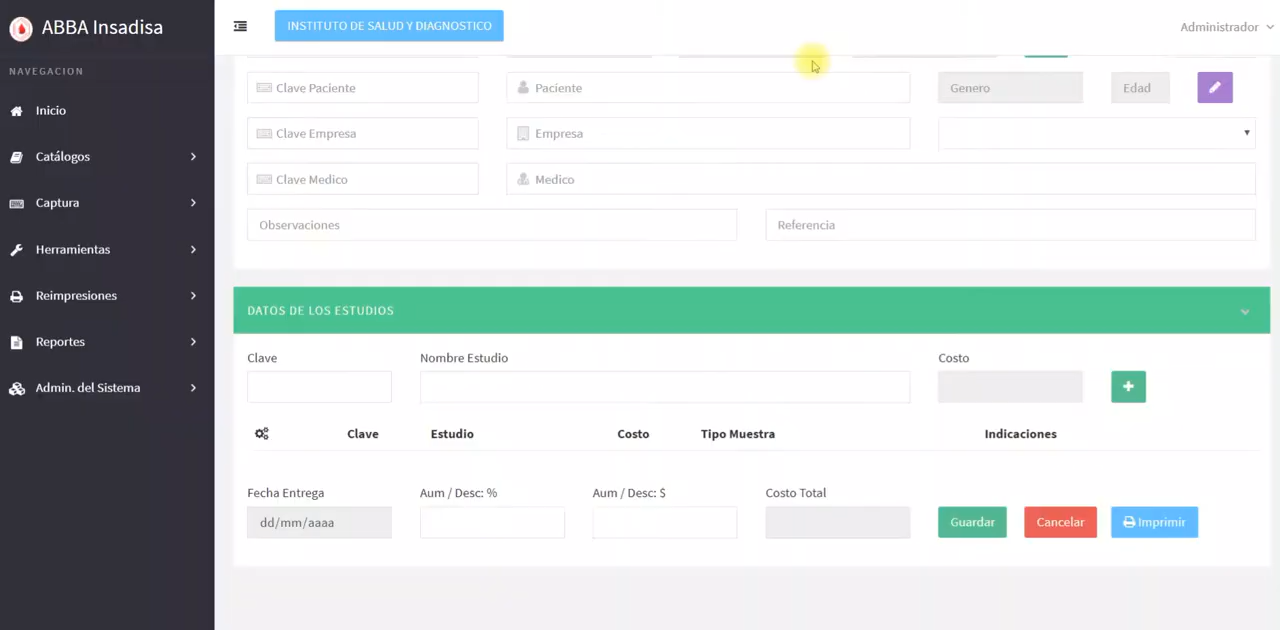 ABBA Insadisa
INSTITUTO DE SALUD Y DIAGNOSTICO
Administrador
NAVEGACION
Inicio
Catálogos
Captura
Herramientas
Reimpresiones
Reportes
Admin. del Sistema
Clave Paciente
Paciente
Genero
Edad
Clave Empresa
Empresa
Clave Medico
Medico
Observaciones
Referencia
DATOS DE LOS ESTUDIOS
Clave
Nombre Estudio
Costo
Clave
Estudio
Costo
Tipo Muestra
Indicaciones
Fecha Entrega
Aum / Desc: %
Aum / Desc: $
Costo Total
dd/mm/aaaa
Guardar
Cancelar
Imprimir